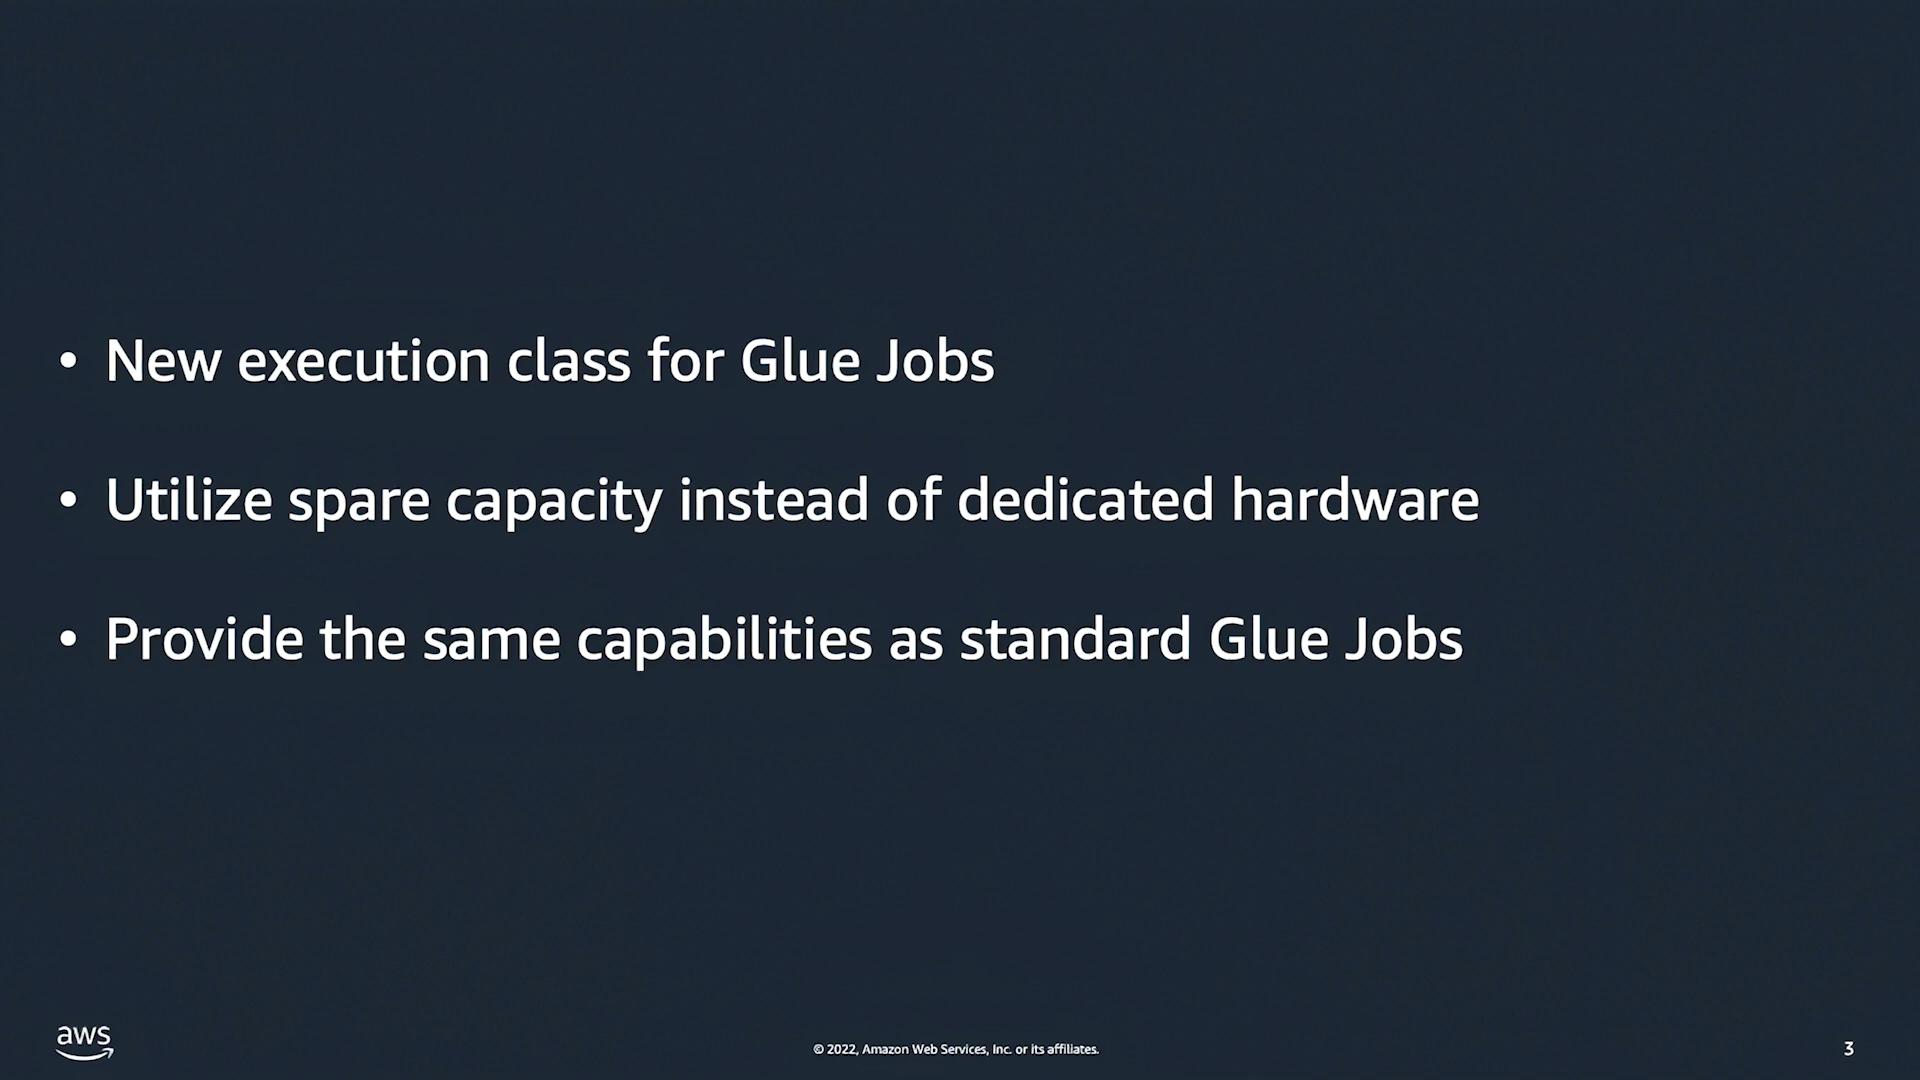 • New execution class for Glue Jobs
• Utilize spare capacity instead of dedicated hardware
• Provide the same capabilities as standard Glue Jobs
aws
© 2022, Amazon Web Services, Inc. or its affiliates.
3